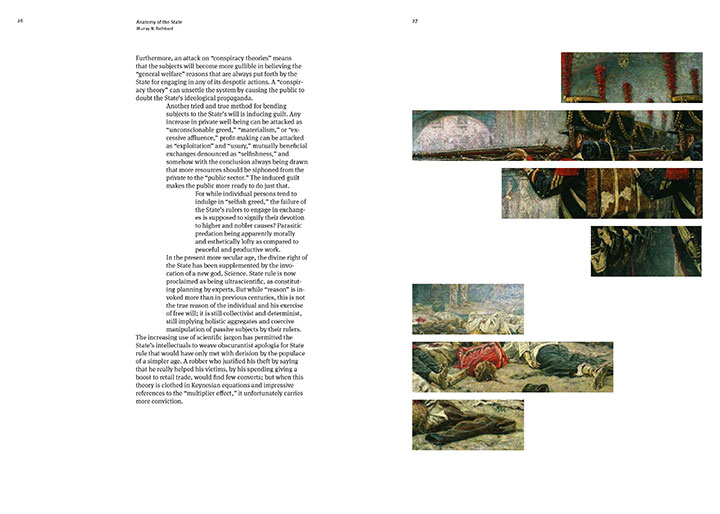 26
Anatomy of the State
Murray N. Rothbard
27
Furthermore, an attack on “conspiracy theories” means
that the subjects will become more gullible in believing the
“general welfare” reasons that are always put forth by the
State for engaging in any of its despotic actions. A “conspir-
acy theory” can unsettle the system by causing the public to
doubt the State’s ideological propaganda.
Another tried and true method for bending
subjects to the State’s will is inducing guilt. Any
increase in private well-being can be attacked as
“unconscionable greed,” “materialism,” or “ex-
cessive affluence,” profit-making can be attacked
as “exploitation” and “usury,” mutually beneficial
exchanges denounced as “selfishness,” and
somehow with the conclusion always being drawn
that more resources should be siphoned from the
private to the “public sector.” The induced guilt
makes the public more ready to do just that.
For while individual persons tend to
indulge in “selfish greed,” the failure of
the State’s rulers to engage in exchang-
es is supposed to signify their devotion
to higher and nobler causes? Parasitic
predation being apparently morally
and esthetically lofty as compared to
peaceful and productive work.
In the present more secular age, the divine right of
the State has been supplemented by the invo-
cation of a new god, Science. State rule is now
proclaimed as being ultrascientific, as constitut-
ing planning by experts. But while “reason” is in-
voked more than in previous centuries, this is not
the true reason of the individual and his exercise
of free will; it is still collectivist and determinist,
still implying holistic aggregates and coercive
manipulation of passive subjects by their rulers.
The increasing use of scientific jargon has permitted the
State’s intellectuals to weave obscurantist apologia for State
rule that would have only met with derision by the populace
of a simpler age. A robber who justified his theft by saying
that he really helped his victims, by his spending giving a
boost to retail trade, would find few converts; but when this
theory is clothed in Keynesian equations and impressive
references to the “multiplier effect,” it unfortunately carries
more conviction.